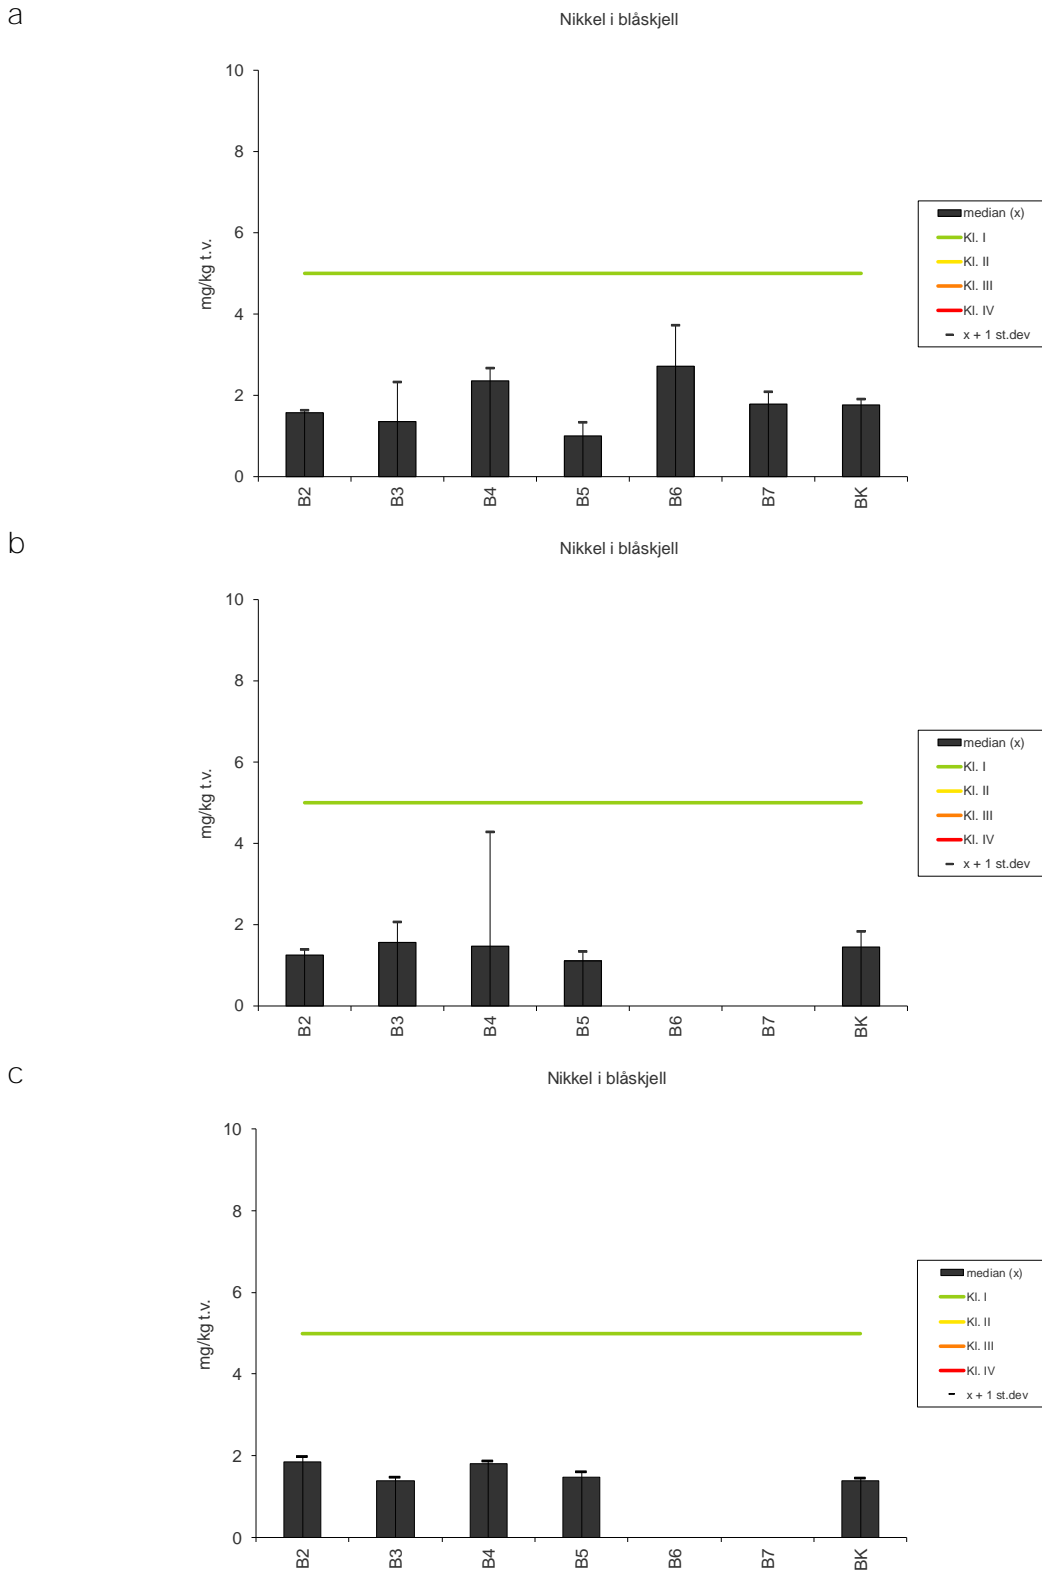 a
Nikkel i blåskjell
10
8
6
4
2
0
mg/kg t.v.
B2
B3
B4
B5
B6
B7
BK
median (x)
Kl. I
Kl. II
Kl. III
Kl. IV
x + 1 st.dev
b
Nikkel i blåskjell
10
8
6
4
2
0
mg/kg t.v.
B2
B3
B4
B5
B6
B7
BK
median (x)
Kl. I
Kl. II
Kl. III
Kl. IV
x + 1 st.dev
c
Nikkel i blåskjell
10
8
6
4
2
0
mg/kg t.v.
B2
B3
B4
B5
B6
B7
BK
median (x)
Kl. I
Kl. II
Kl. III
Kl. IV
x + 1 st.dev